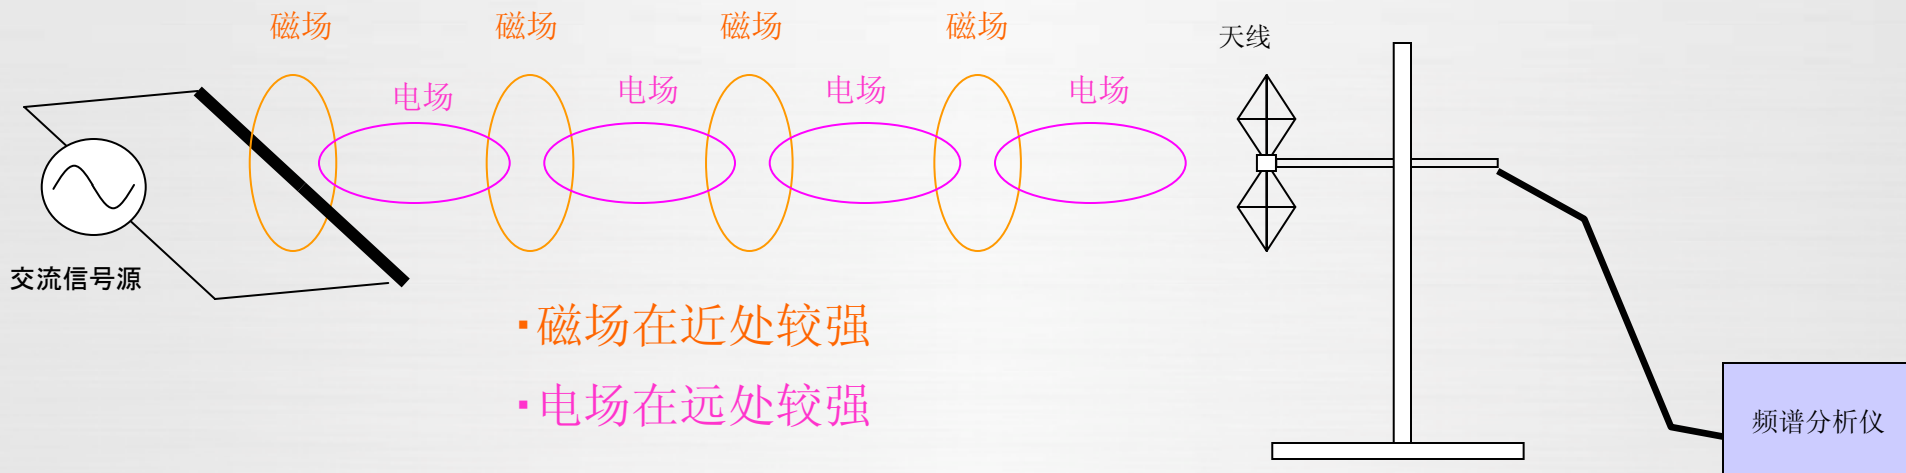 磁场
磁场
磁场
磁场
天线
电场
电场
电场
电场
交流信号源
·磁场在近处较强
·电场在远处较强
频谱分析仪